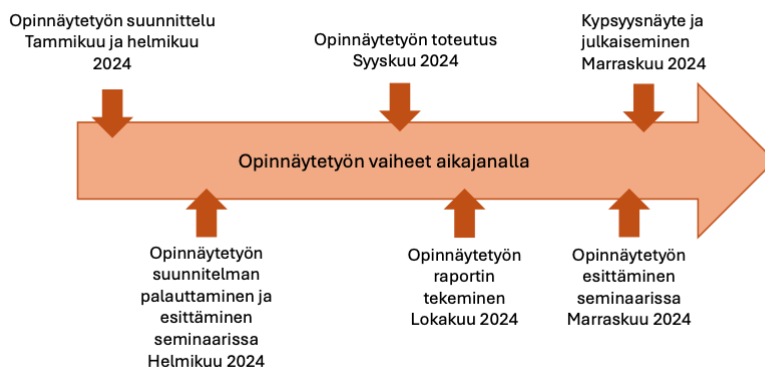 Opinnäytetyön suunnittelu
Tammikuu ja helmikuu
2024
Opinnäytetyön toteutus
Syyskuu 2024
Kypsyysnäyte ja
julkaiseminen
Marraskuu 2024
Opinnäytetyön vaiheet aikajanalla
Opinnäytetyön
suunnitelman
palauttaminen ja
esittäminen
seminaarissa
Helmikuu 2024
Opinnäytetyön
raportin
tekeminen
Lokakuu 2024
Opinnäytetyön
esittäminen
seminaarissa
Marraskuu 2024